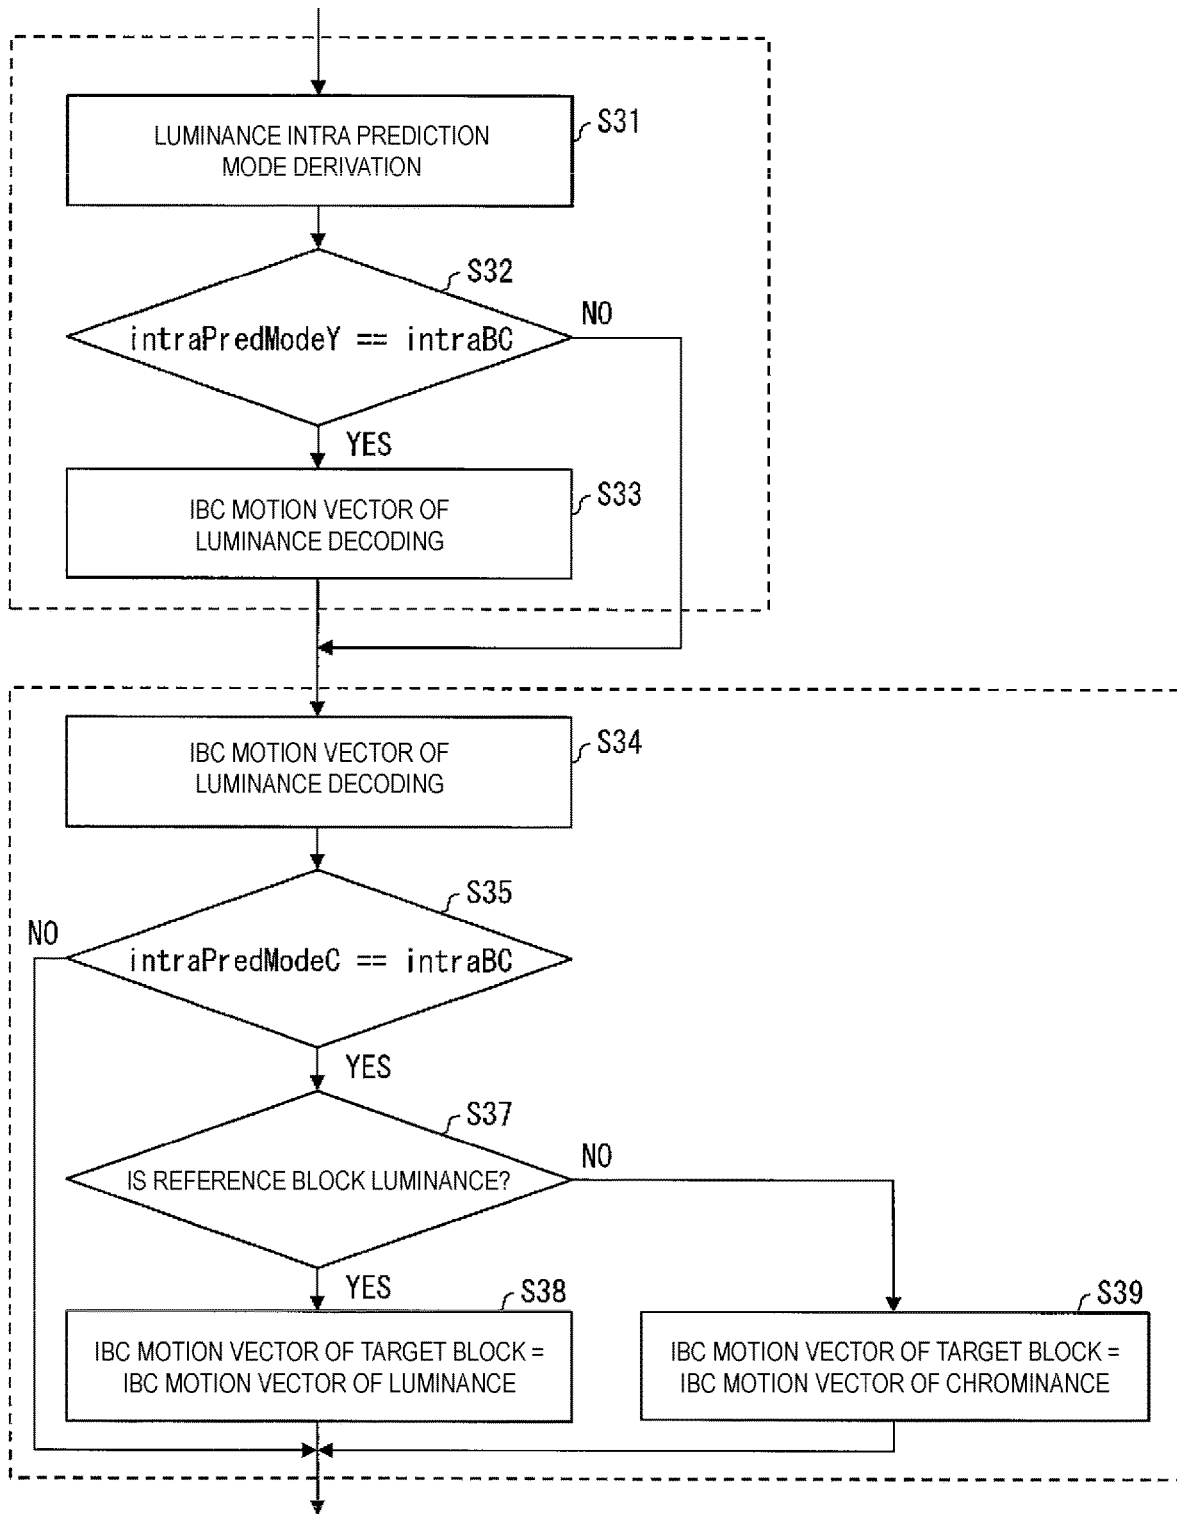 LUMINANCE INTRA PREDICTION
MODE DERIVATION
S31
S32
intraPredModeY == intraBC
NO
YES
IBC MOTION VECTOR OF
LUMINANCE DECODING
S33
IBC MOTION VECTOR OF
LUMINANCE DECODING
S34
S35
NO
intraPredModeC == intraBC
YES
S37
IS REFERENCE BLOCK LUMINANCE?
NO
YES
S38
IBC MOTION VECTOR OF TARGET BLOCK =
IBC MOTION VECTOR OF LUMINANCE
S39
IBC MOTION VECTOR OF TARGET BLOCK =
IBC MOTION VECTOR OF CHROMINANCE